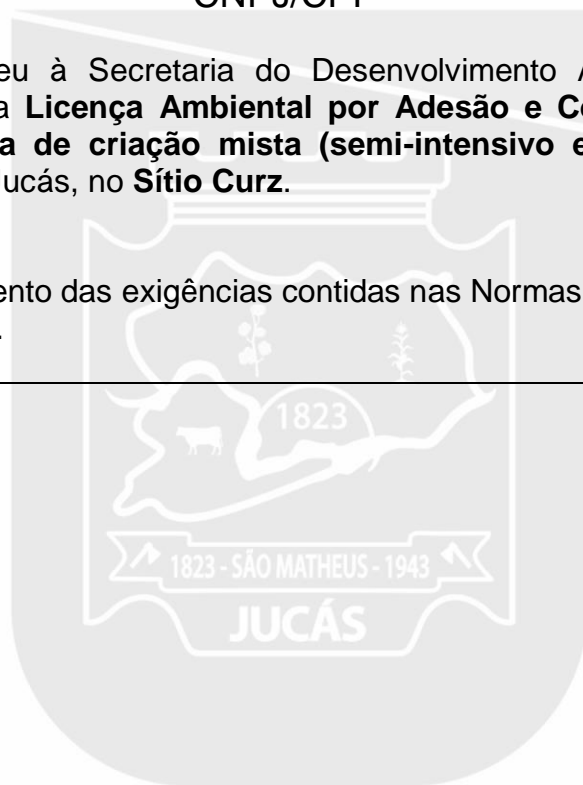 CNPJ/CPF
eu à Secretaria do Desenvolvimento
a Licença Ambiental por Adesão e
a de criação mista (semi-intensivo
ucás, no Sítio Curz.
ento das exigências contidas nas Normas
.
1823
1823 - SÃO MATHEUS - 1943
JUCÁS